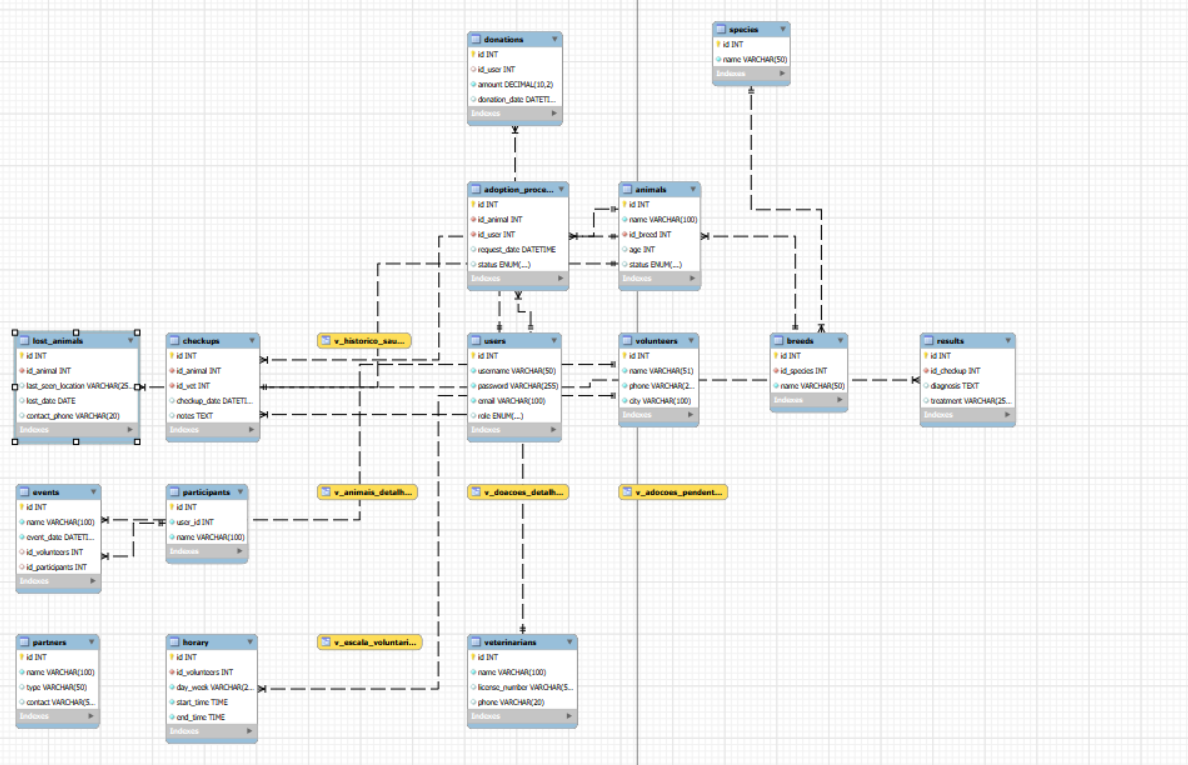 species
id INT
name VARCHAR(50)
Indexes
donations
id INT
id_user INT
amount DECIMAL(10,2)
donation_date DATETI...
Indexes
adoption_proce...
id INT
id_animal INT
id_user INT
request_date DATETIME
status ENUM(...)
Indexes
animals
id INT
name VARCHAR(100)
id_breed INT
age INT
status ENUM(...)
Indexes
lost_animals
id INT
id_animal INT
last_seen_location VARCHAR(25...
lost_date DATE
contact_phone VARCHAR(20)
Indexes
checkups
id INT
id_animal INT
id_vet INT
checkup_date DATETI...
notes TEXT
Indexes
v_historico_sau...
users
id INT
username VARCHAR(50)
password VARCHAR(255)
email VARCHAR(100)
role ENUM(...)
Indexes
volunteers
id INT
name VARCHAR(51)
phone VARCHAR(2...
city VARCHAR(100)
Indexes
breeds
id INT
id_species INT
name VARCHAR(50)
Indexes
results
id INT
id_checkup INT
diagnosis TEXT
treatment VARCHAR(25...
Indexes
events
id INT
name VARCHAR(100)
event_date DATETI...
id_volunteers INT
id_participants INT
Indexes
participants
id INT
user_id INT
name VARCHAR(100)
Indexes
v_animais_detalh...
v_doacoes_detalh...
v_adocoes_pendent...
partners
id INT
name VARCHAR(100)
type VARCHAR(50)
contact VARCHAR(5...
Indexes
horary
id INT
id_volunteers INT
day_week VARCHAR(2...
start_time TIME
end_time TIME
Indexes
v_escala_voluntari...
veterinarians
id INT
name VARCHAR(100)
license_number VARCHAR(5...
phone VARCHAR(20)
Indexes